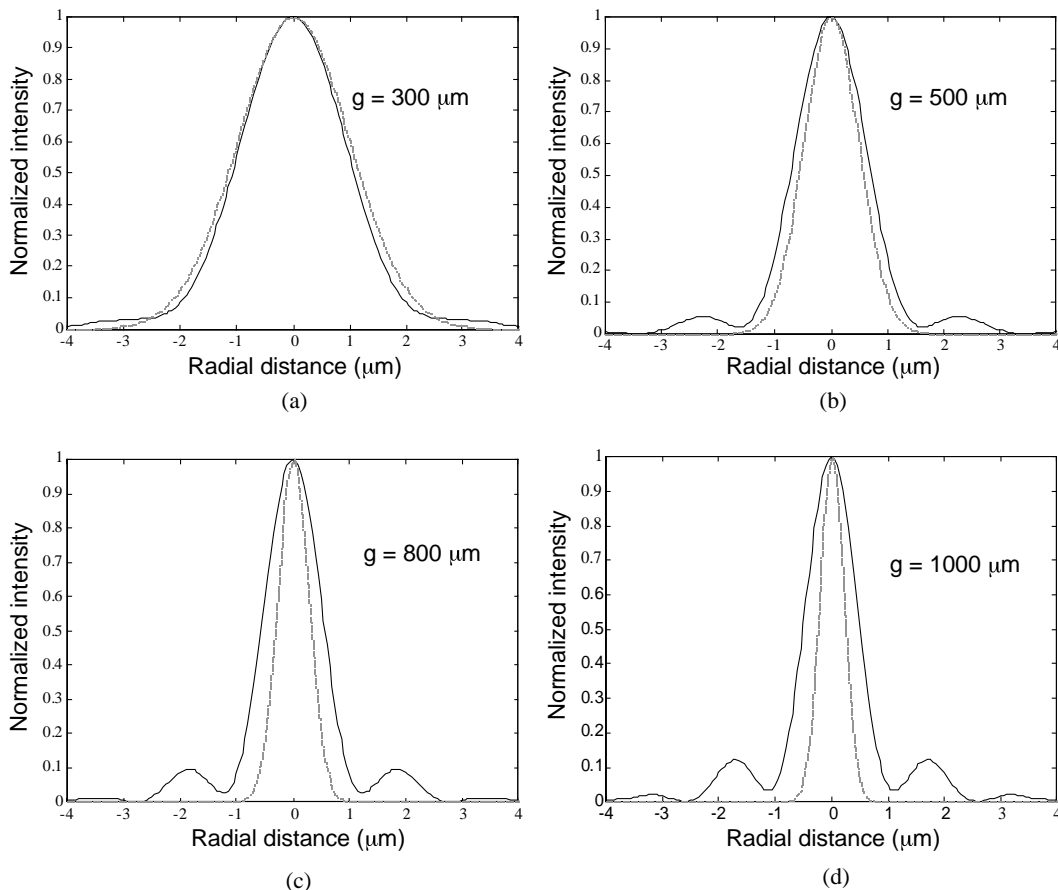 1
0.9
0.8
0.7
0.6
0.5
0.4
0.3
0.2
0.1
0
Normalized intensity
g = 300 μm
-4 -3 -2 -1 0 1 2 3 4
Radial distance (μm)
(a)
1
0.9
0.8
0.7
0.6
0.5
0.4
0.3
0.2
0.1
0
Normalized intensity
g = 500 μm
-4 -3 -2 -1 0 1 2 3 4
Radial distance (μm)
(b)
1
0.9
0.8
0.7
0.6
0.5
0.4
0.3
0.2
0.1
0
Normalized intensity
g = 800 μm
-4 -3 -2 -1 0 1 2 3 4
Radial distance (μm)
(c)
1
0.9
0.8
0.7
0.6
0.5
0.4
0.3
0.2
0.1
0
Normalized intensity
g = 1000 μm
-4 -3 -2 -1 0 1 2 3 4
Radial distance (μm)
(d)